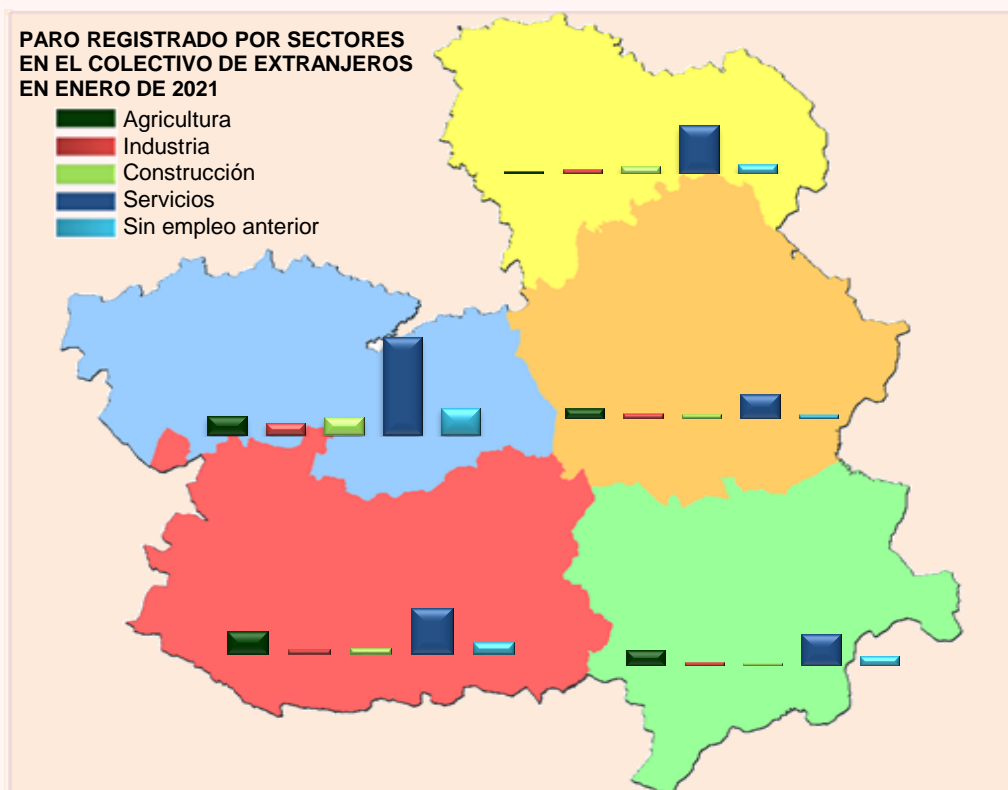 PARO REGISTRADO POR SECTORES
EN EL COLECTIVO DE EXTRANJEROS
EN ENERO DE 2021
Agricultura
Industria
Construcción
Servicios
Sin empleo anterior